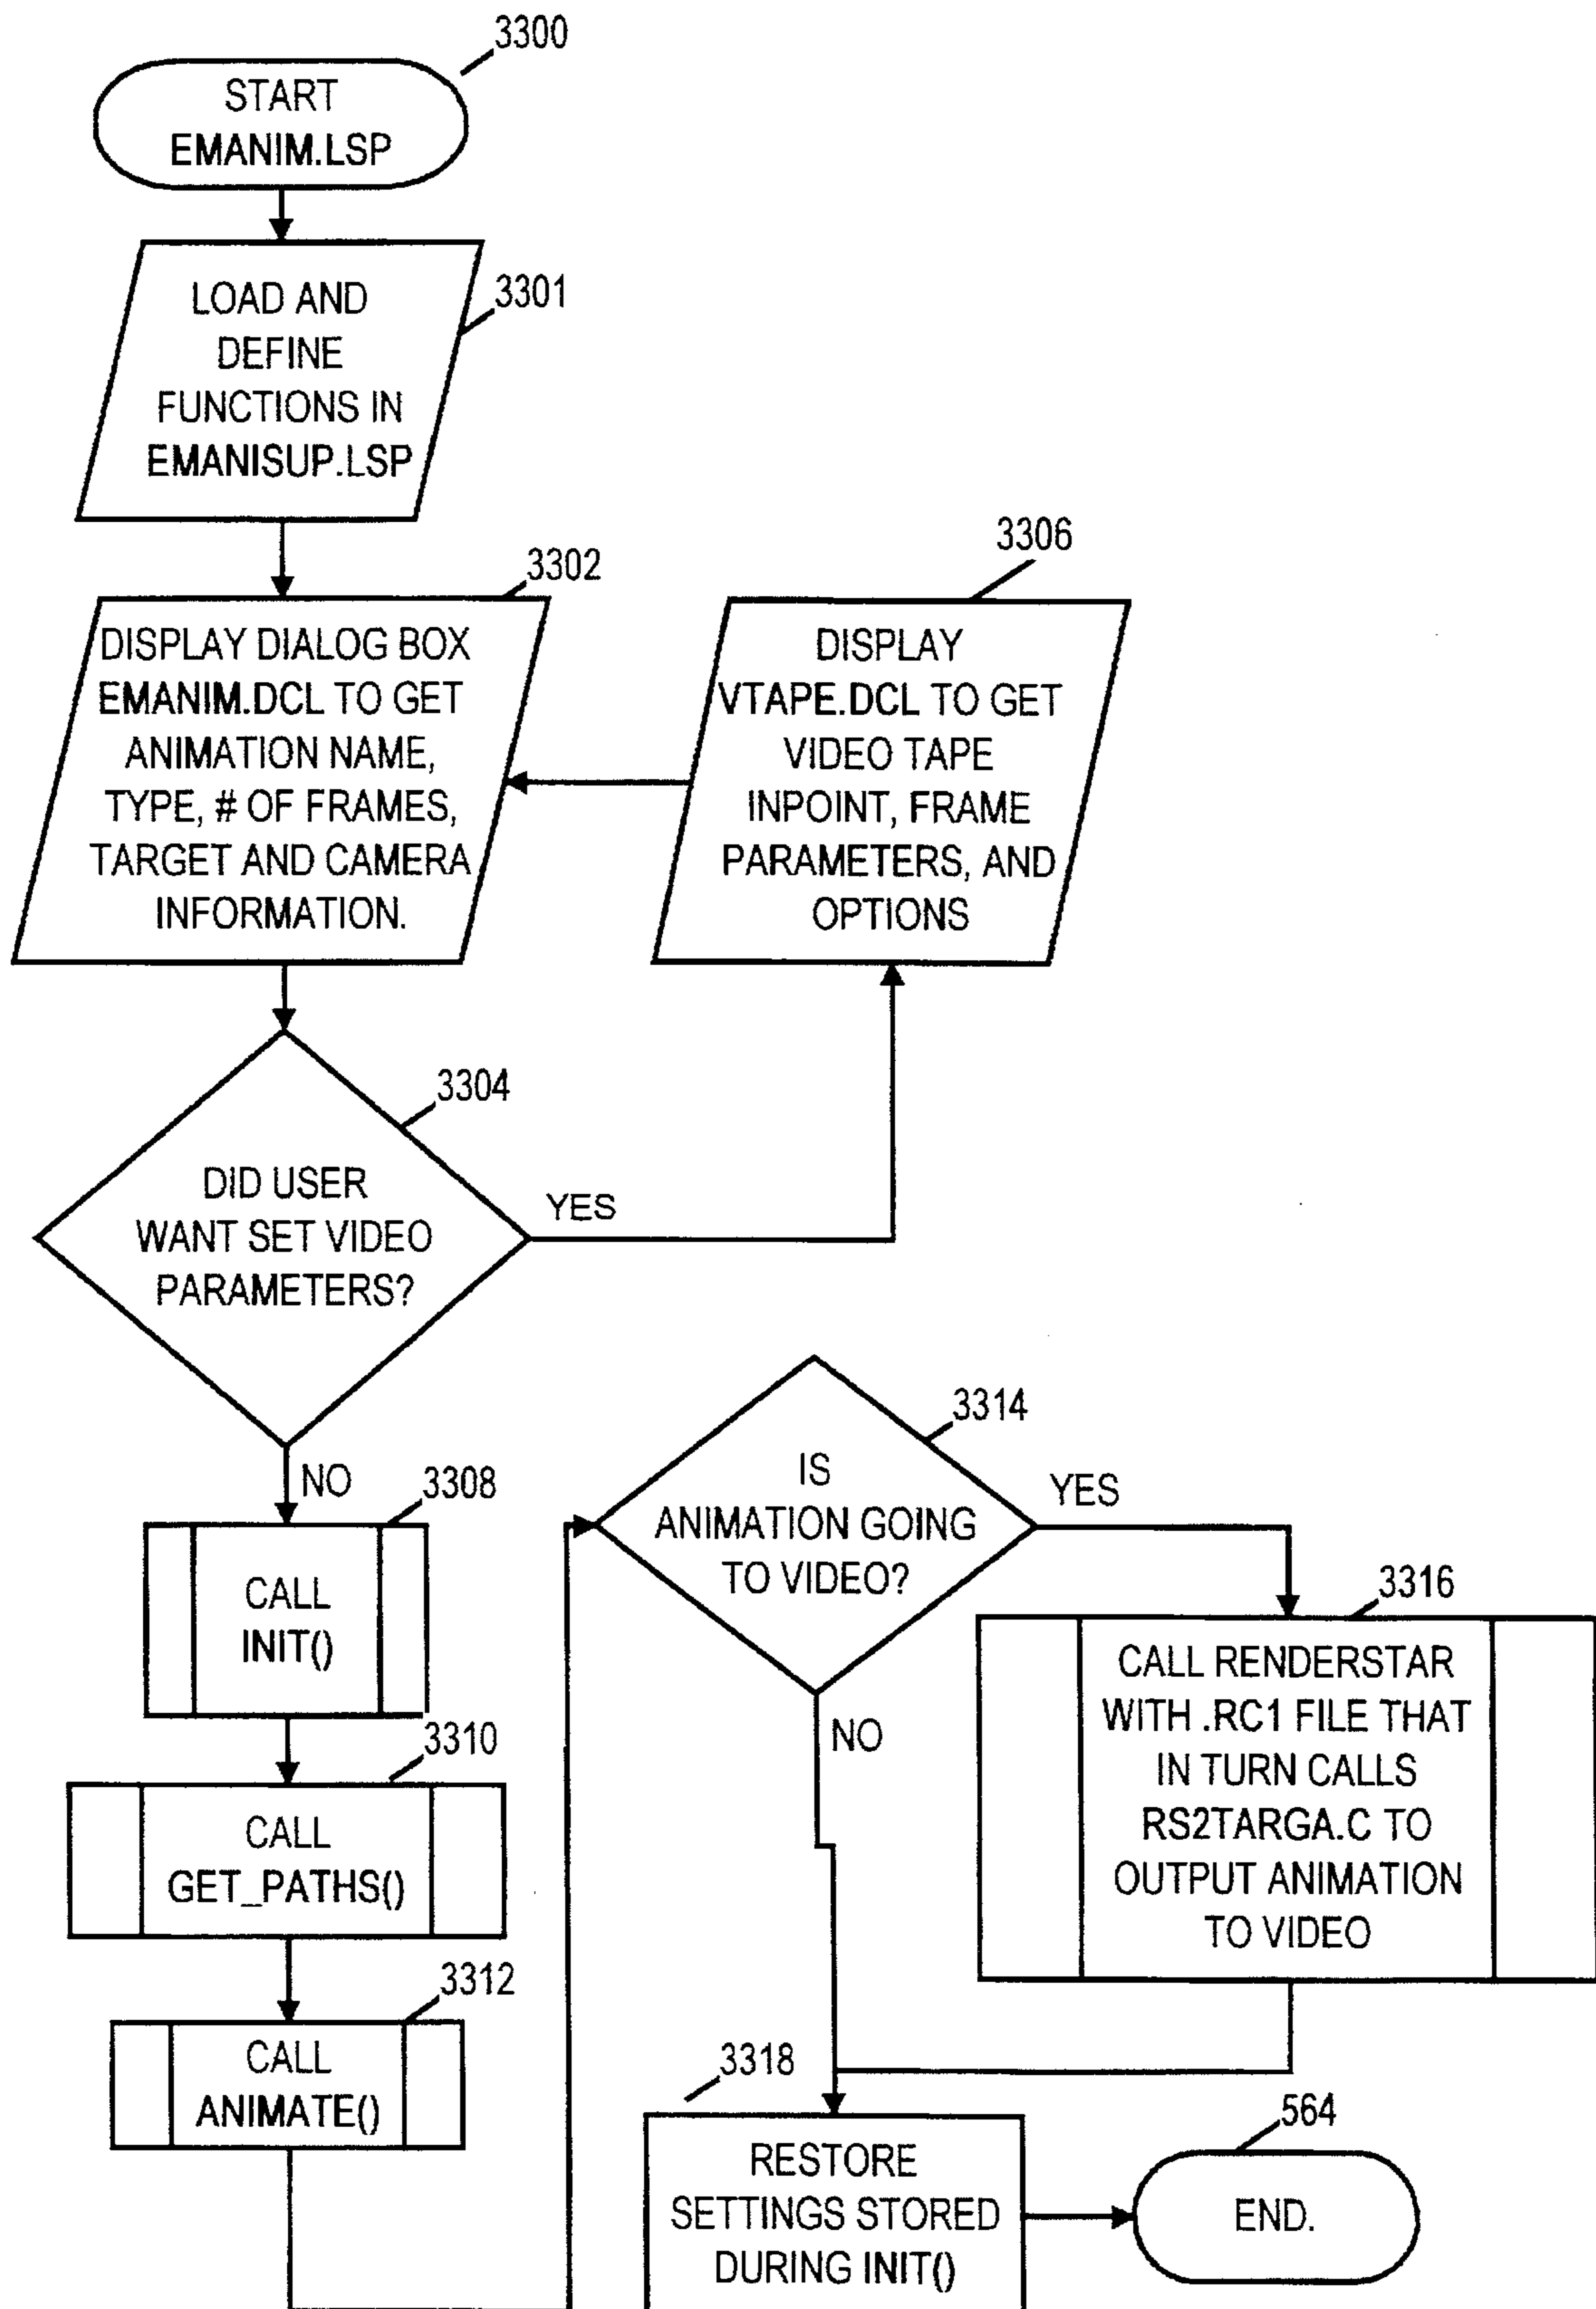 3300
START
EMANIM.LSP
3301
LOAD AND
DEFINE
FUNCTIONS IN
EMANISUP.LSP
3302
DISPLAY DIALOG BOX
EMANIM.DCL TO GET
ANIMATION NAME,
TYPE, # OF FRAMES,
TARGET AND CAMERA
INFORMATION.
3306
DISPLAY
VTAPE.DCL TO GET
VIDEO TAPE
INPOINT, FRAME
PARAMETERS, AND
OPTIONS
3304
DID USER
WANT SET VIDEO
PARAMETERS?
YES
NO
3308
CALL
INIT()
3310
CALL
GET_PATHS()
3312
CALL
ANIMATE()
3314
IS
ANIMATION GOING
TO VIDEO?
YES
NO
3316
CALL RENDERSTAR
WITH .RC1 FILE THAT
IN TURN CALLS
RS2TARGA.C TO
OUTPUT ANIMATION
TO VIDEO
3318
RESTORE
SETTINGS STORED
DURING INIT()
564
END.